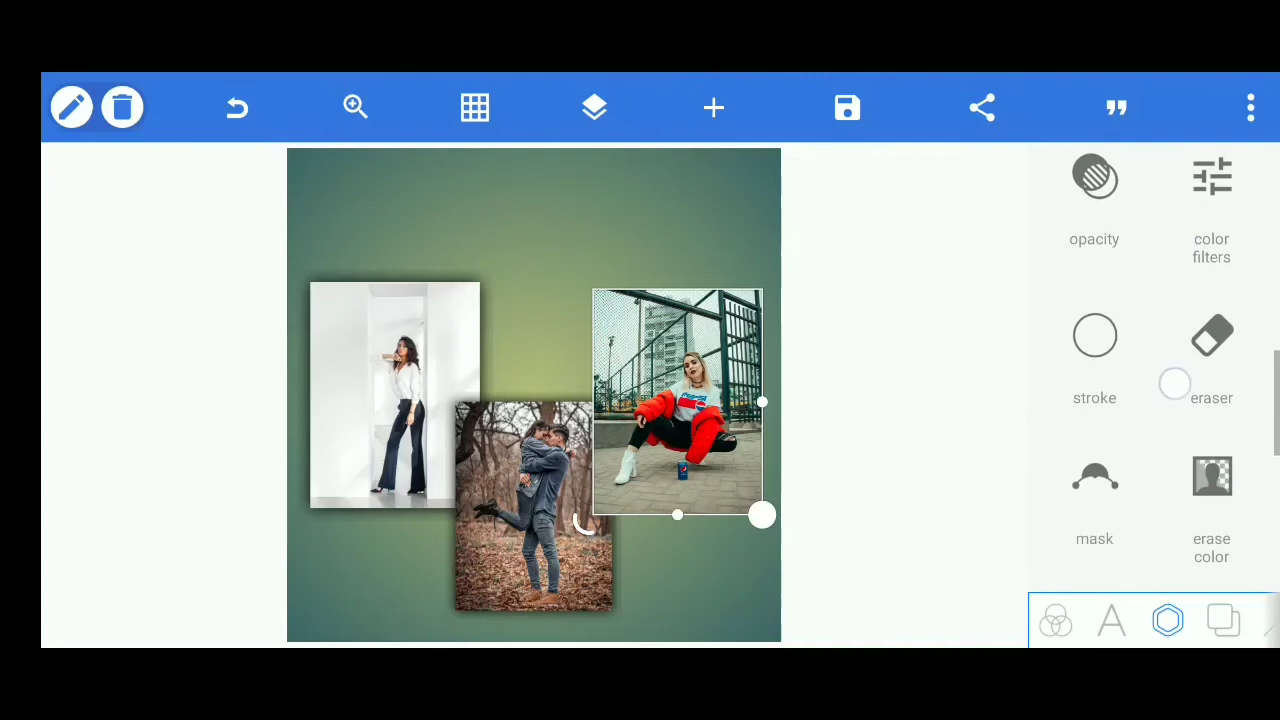 opacity
color
filters
stroke
eraser
mask
erase
color